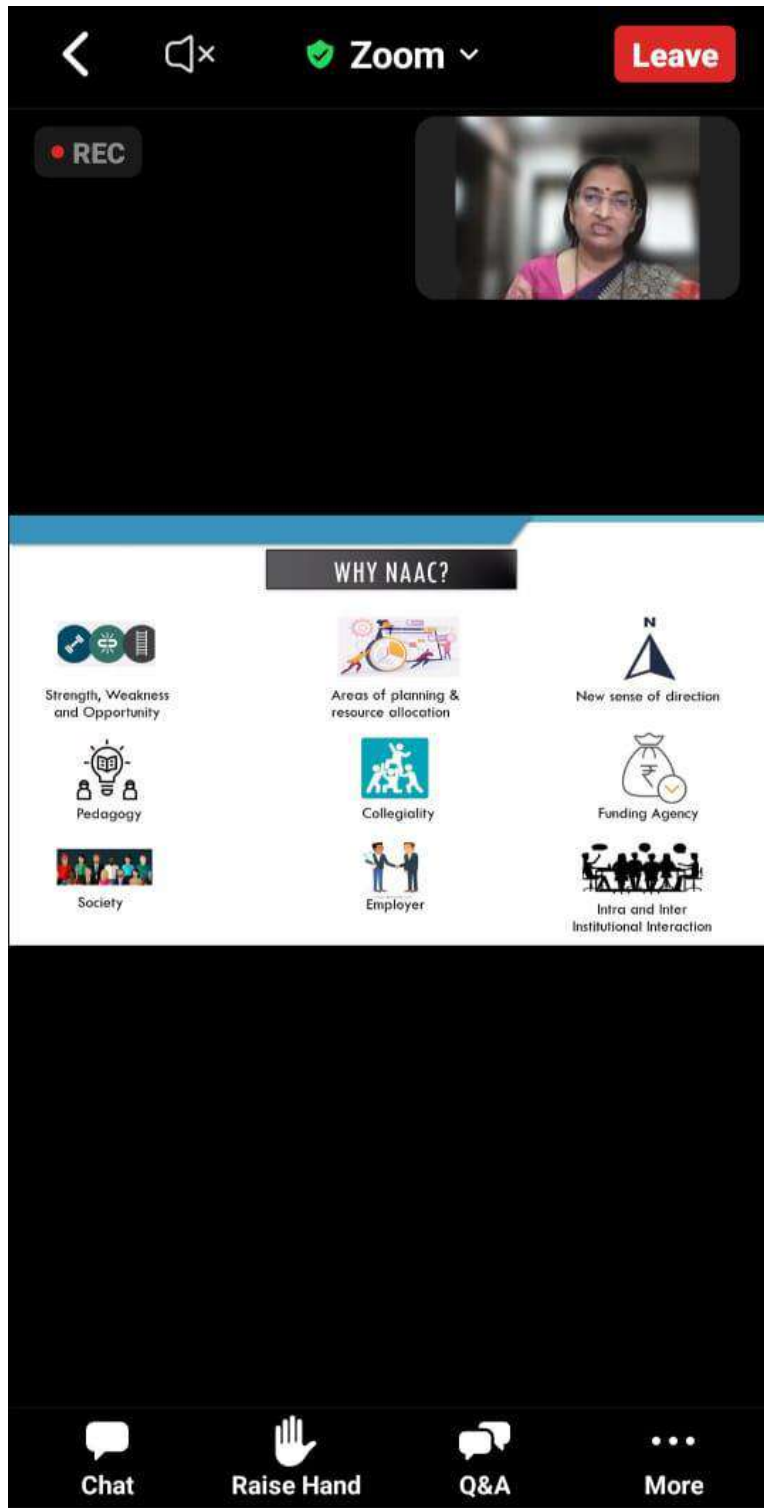 Zoom
Leave
REC
WHY NAAC?
N
Strength, Weakness
and Opportunity
Areas of planning &
resource allocation
New sense of direction
Pedagogy
Collegiality
₹
Funding Agency
Society
Employer
Intra and Inter
Institutional Interaction
Chat
Raise Hand
Q&A
More